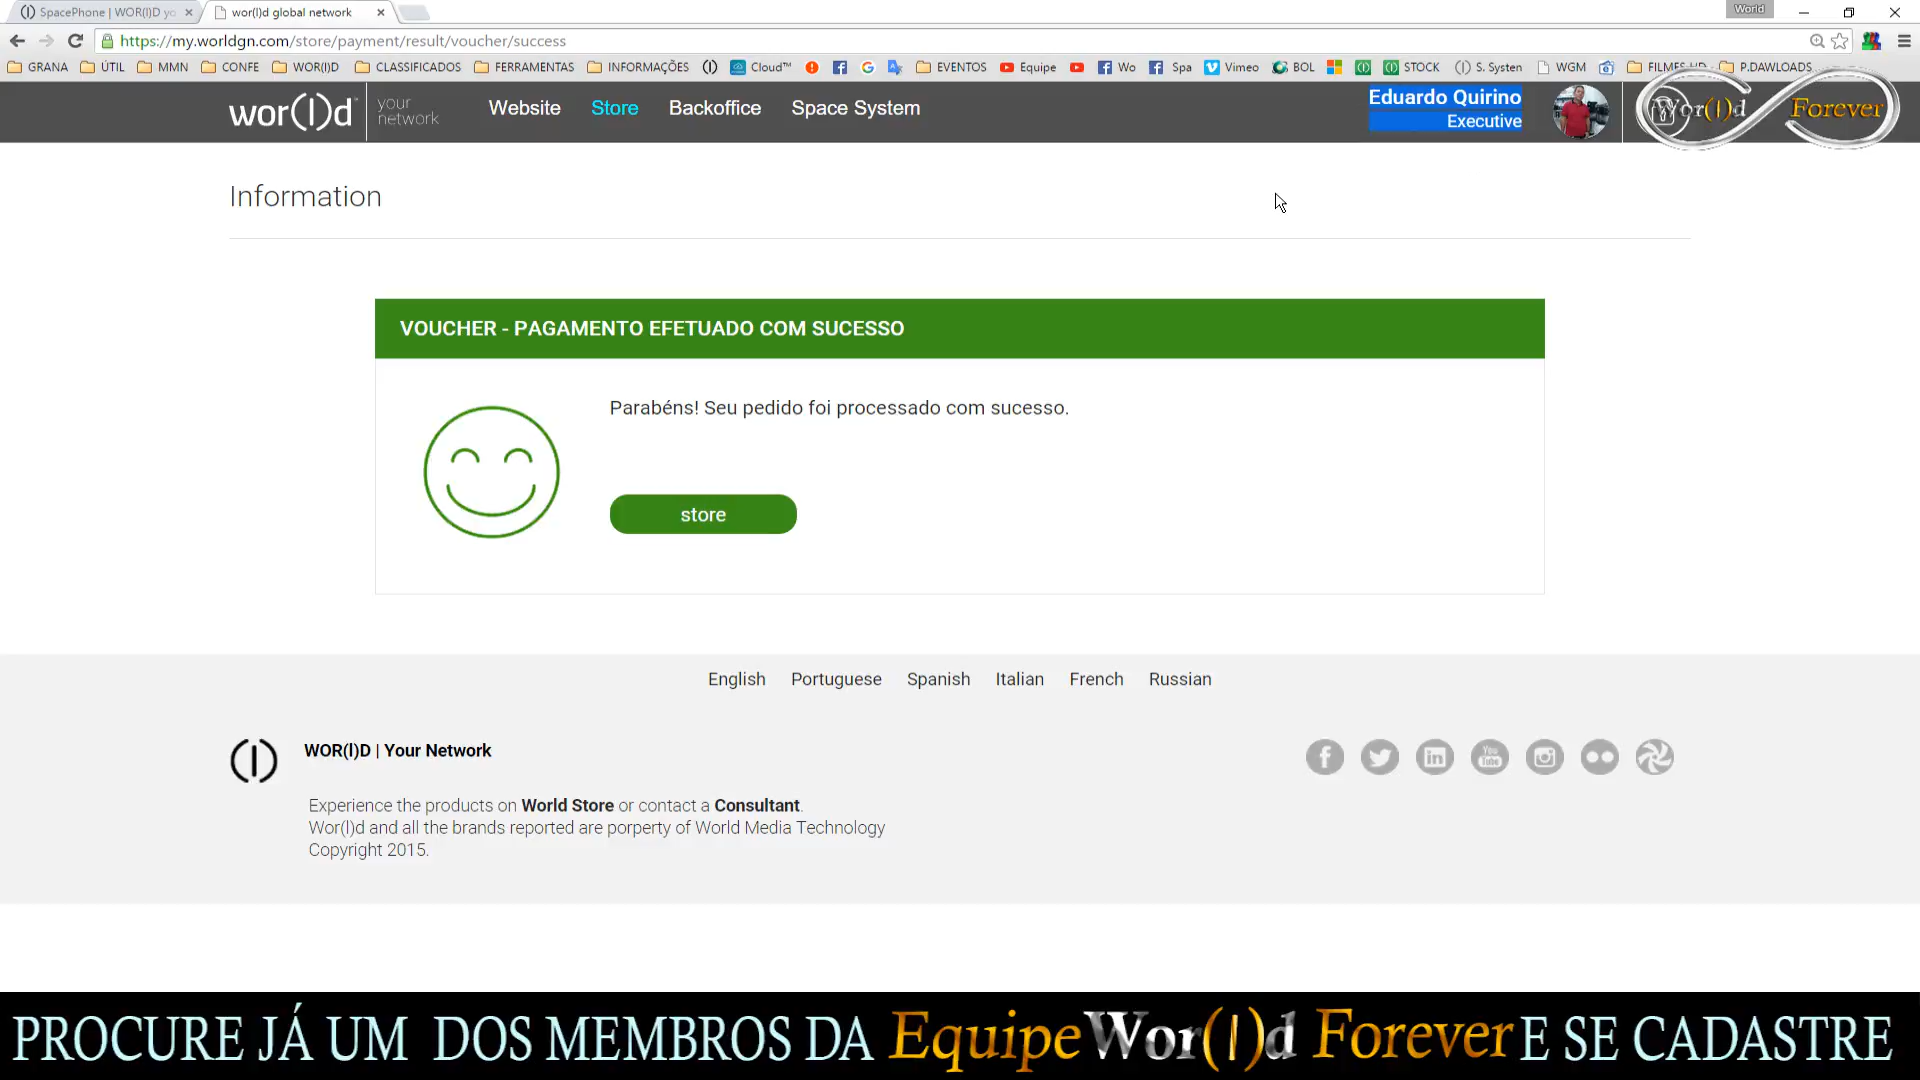 SpacePhone | WOR(I)D yo
wor(l)d global network
World
https://my.worldgn.com/store/payment/result/voucher/success
GRANA ÚTIL MMN CONFE WOR(I)D CLASSIFICADOS FERRAMENTAS INFORMAÇÕES (I) Cloud™ EVENTOS Equipe Wo Spa Vimeo BOL STOCK S. Systen WGM FILMES HD P.DAWLOADS
wor(l)d
your
network
Website Store Backoffice Space System
Eduardo Quirino
Executive
Wor(l)d Forever
Information
VOUCHER - PAGAMENTO EFETUADO COM SUCESSO
Parabéns! Seu pedido foi processado com sucesso.
store
English Portuguese Spanish Italian French Russian
WOR(l)D | Your Network
Experience the products on World Store or contact a Consultant.
Wor(l)d and all the brands reported are porperty of World Media Technology
Copyright 2015.
PROCURE JÁ UM DOS MEMBROS DA EquipeWor(l)d Forever E SE CADASTRE